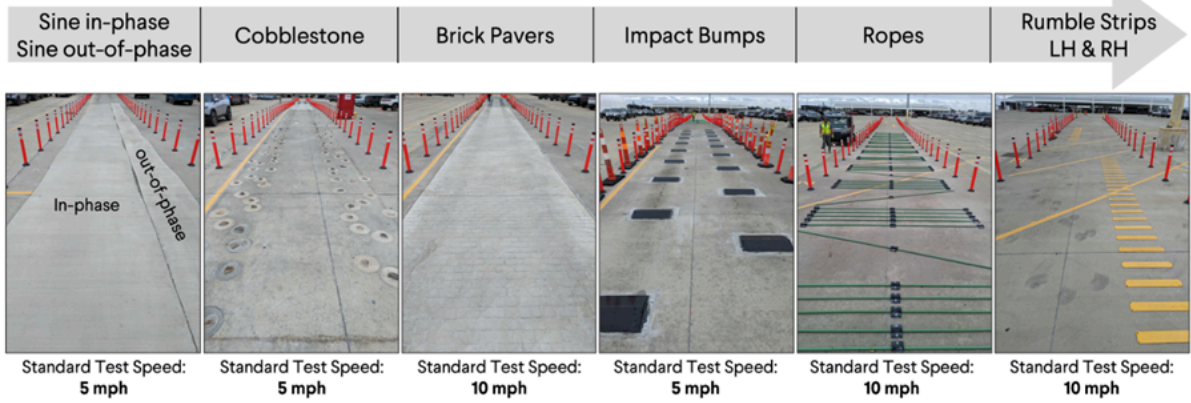 Sine in-phase
Sine out-of-phase
Cobblestone
Brick Pavers
Impact Bumps
Ropes
Rumble Strips
LH & RH
In-phase
out-of-phase
Standard Test Speed:
5 mph
Standard Test Speed:
5 mph
Standard Test Speed:
10 mph
Standard Test Speed:
5 mph
Standard Test Speed:
10 mph
Standard Test Speed:
10 mph